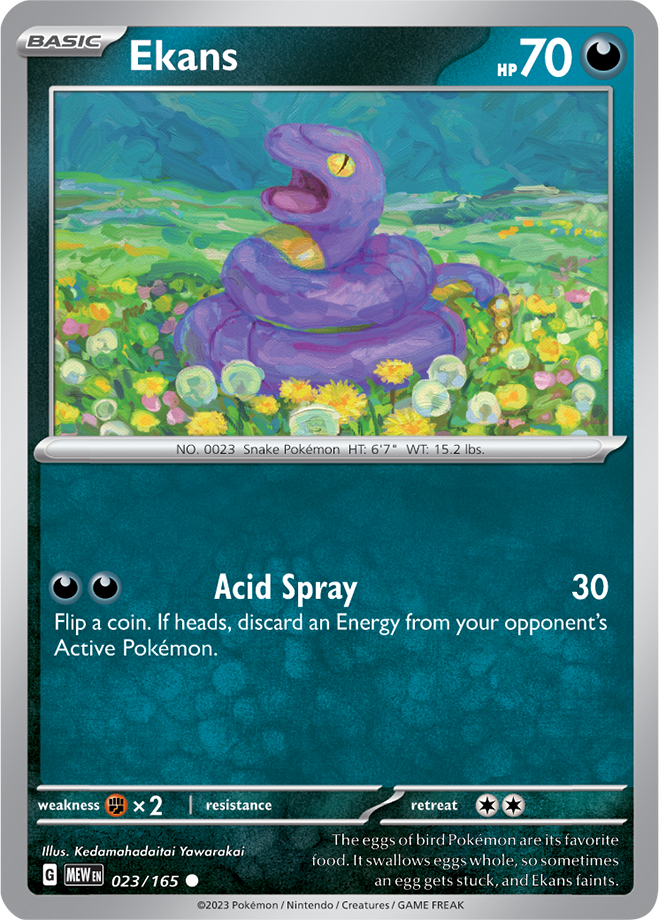 BASIC Ekans HP 70
NO. 0023 Snake Pokémon HT: 6'7" WT: 15.2 lbs.
Acid Spray 30
Flip a coin. If heads, discard an Energy from your opponent's
Active Pokémon.
weakness ×2 resistance retreat
Illus. Kedamahadaitai Yawarakai
The eggs of bird Pokémon are its favorite
food. It swallows eggs whole, so sometimes
an egg gets stuck, and Ekans faints.
G MEW EN 023/165
©2023 Pokémon / Nintendo / Creatures / GAME FREAK